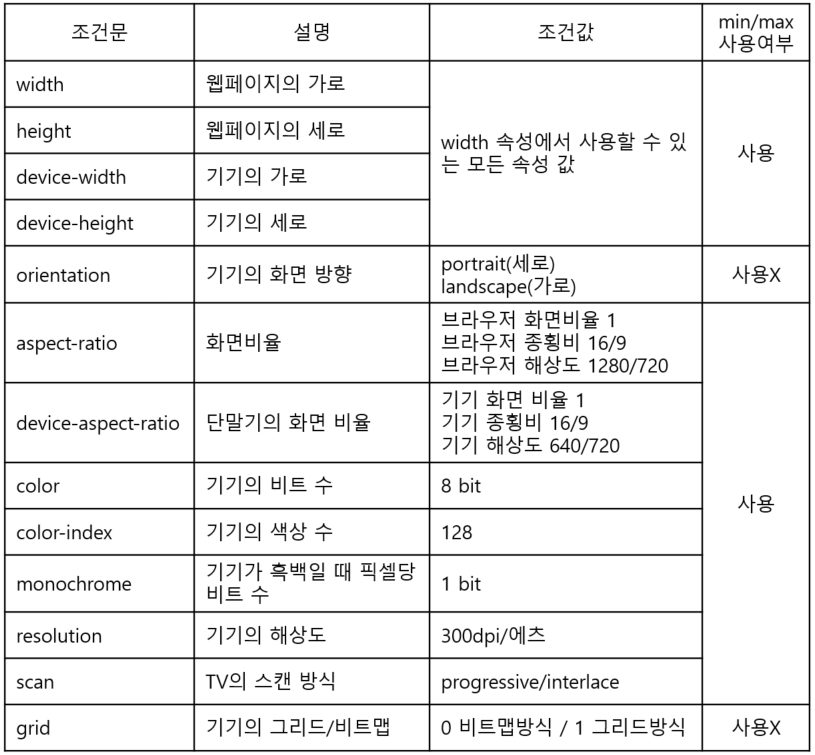 조건문 설명 조건값 min/max
사용여부
width 웹페이지의 가로
height 웹페이지의 세로
device-width 기기의 가로
device-height 기기의 세로
width 속성에서 사용할 수 있
는 모든 속성 값
사용
orientation 기기의 화면 방향 portrait(세로)
landscape(가로)
사용X
aspect-ratio 화면비율 브라우저 화면비율 1
브라우저 종횡비 16/9
브라우저 해상도 1280/720
device-aspect-ratio 단말기의 화면 비율 기기 화면 비율 1
기기 종횡비 16/9
기기 해상도 640/720
color 기기의 비트 수 8 bit
사용
color-index 기기의 색상 수 128
monochrome 기기가 흑백일 때 픽셀당
비트 수
1 bit
resolution 기기의 해상도 300dpi/에츠
scan TV의 스캔 방식 progressive/interlace
grid 기기의 그리드/비트맵 0 비트맵방식 / 1 그리드방식 사용X